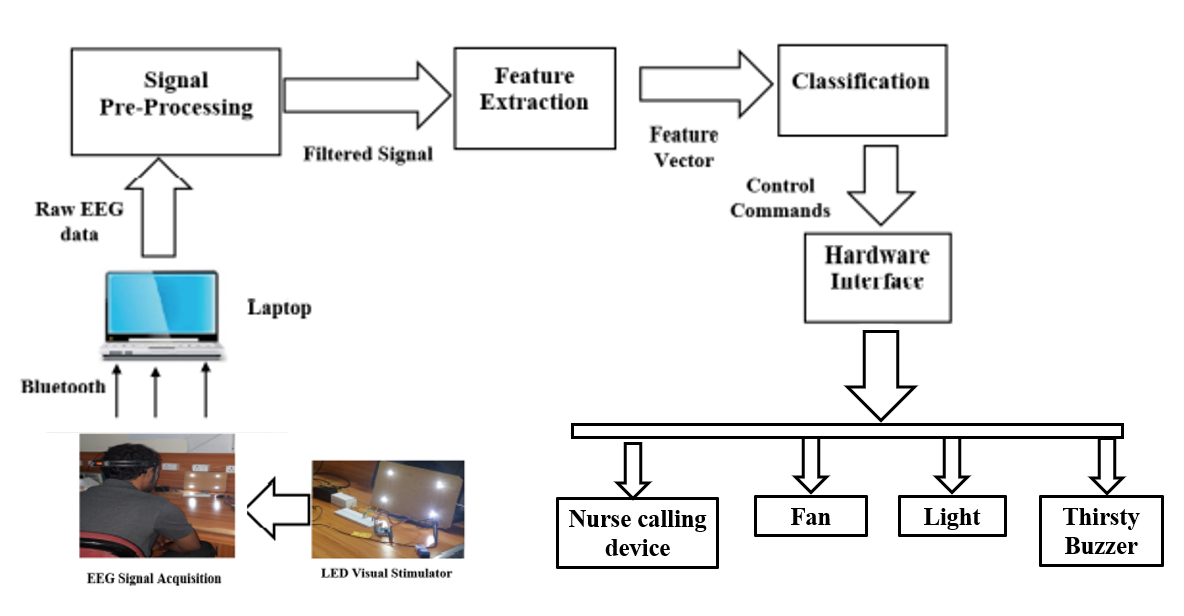 Signal
Pre-Processing
Feature
Extraction
Classification
Filtered Signal
Feature
Vector
Control
Commands
Raw EEG
data
Hardware
Interface
Laptop
Bluetooth
Nurse calling
device
Fan
Light
Thirsty
Buzzer
EEG Signal Acquisition
LED Visual Stimulator